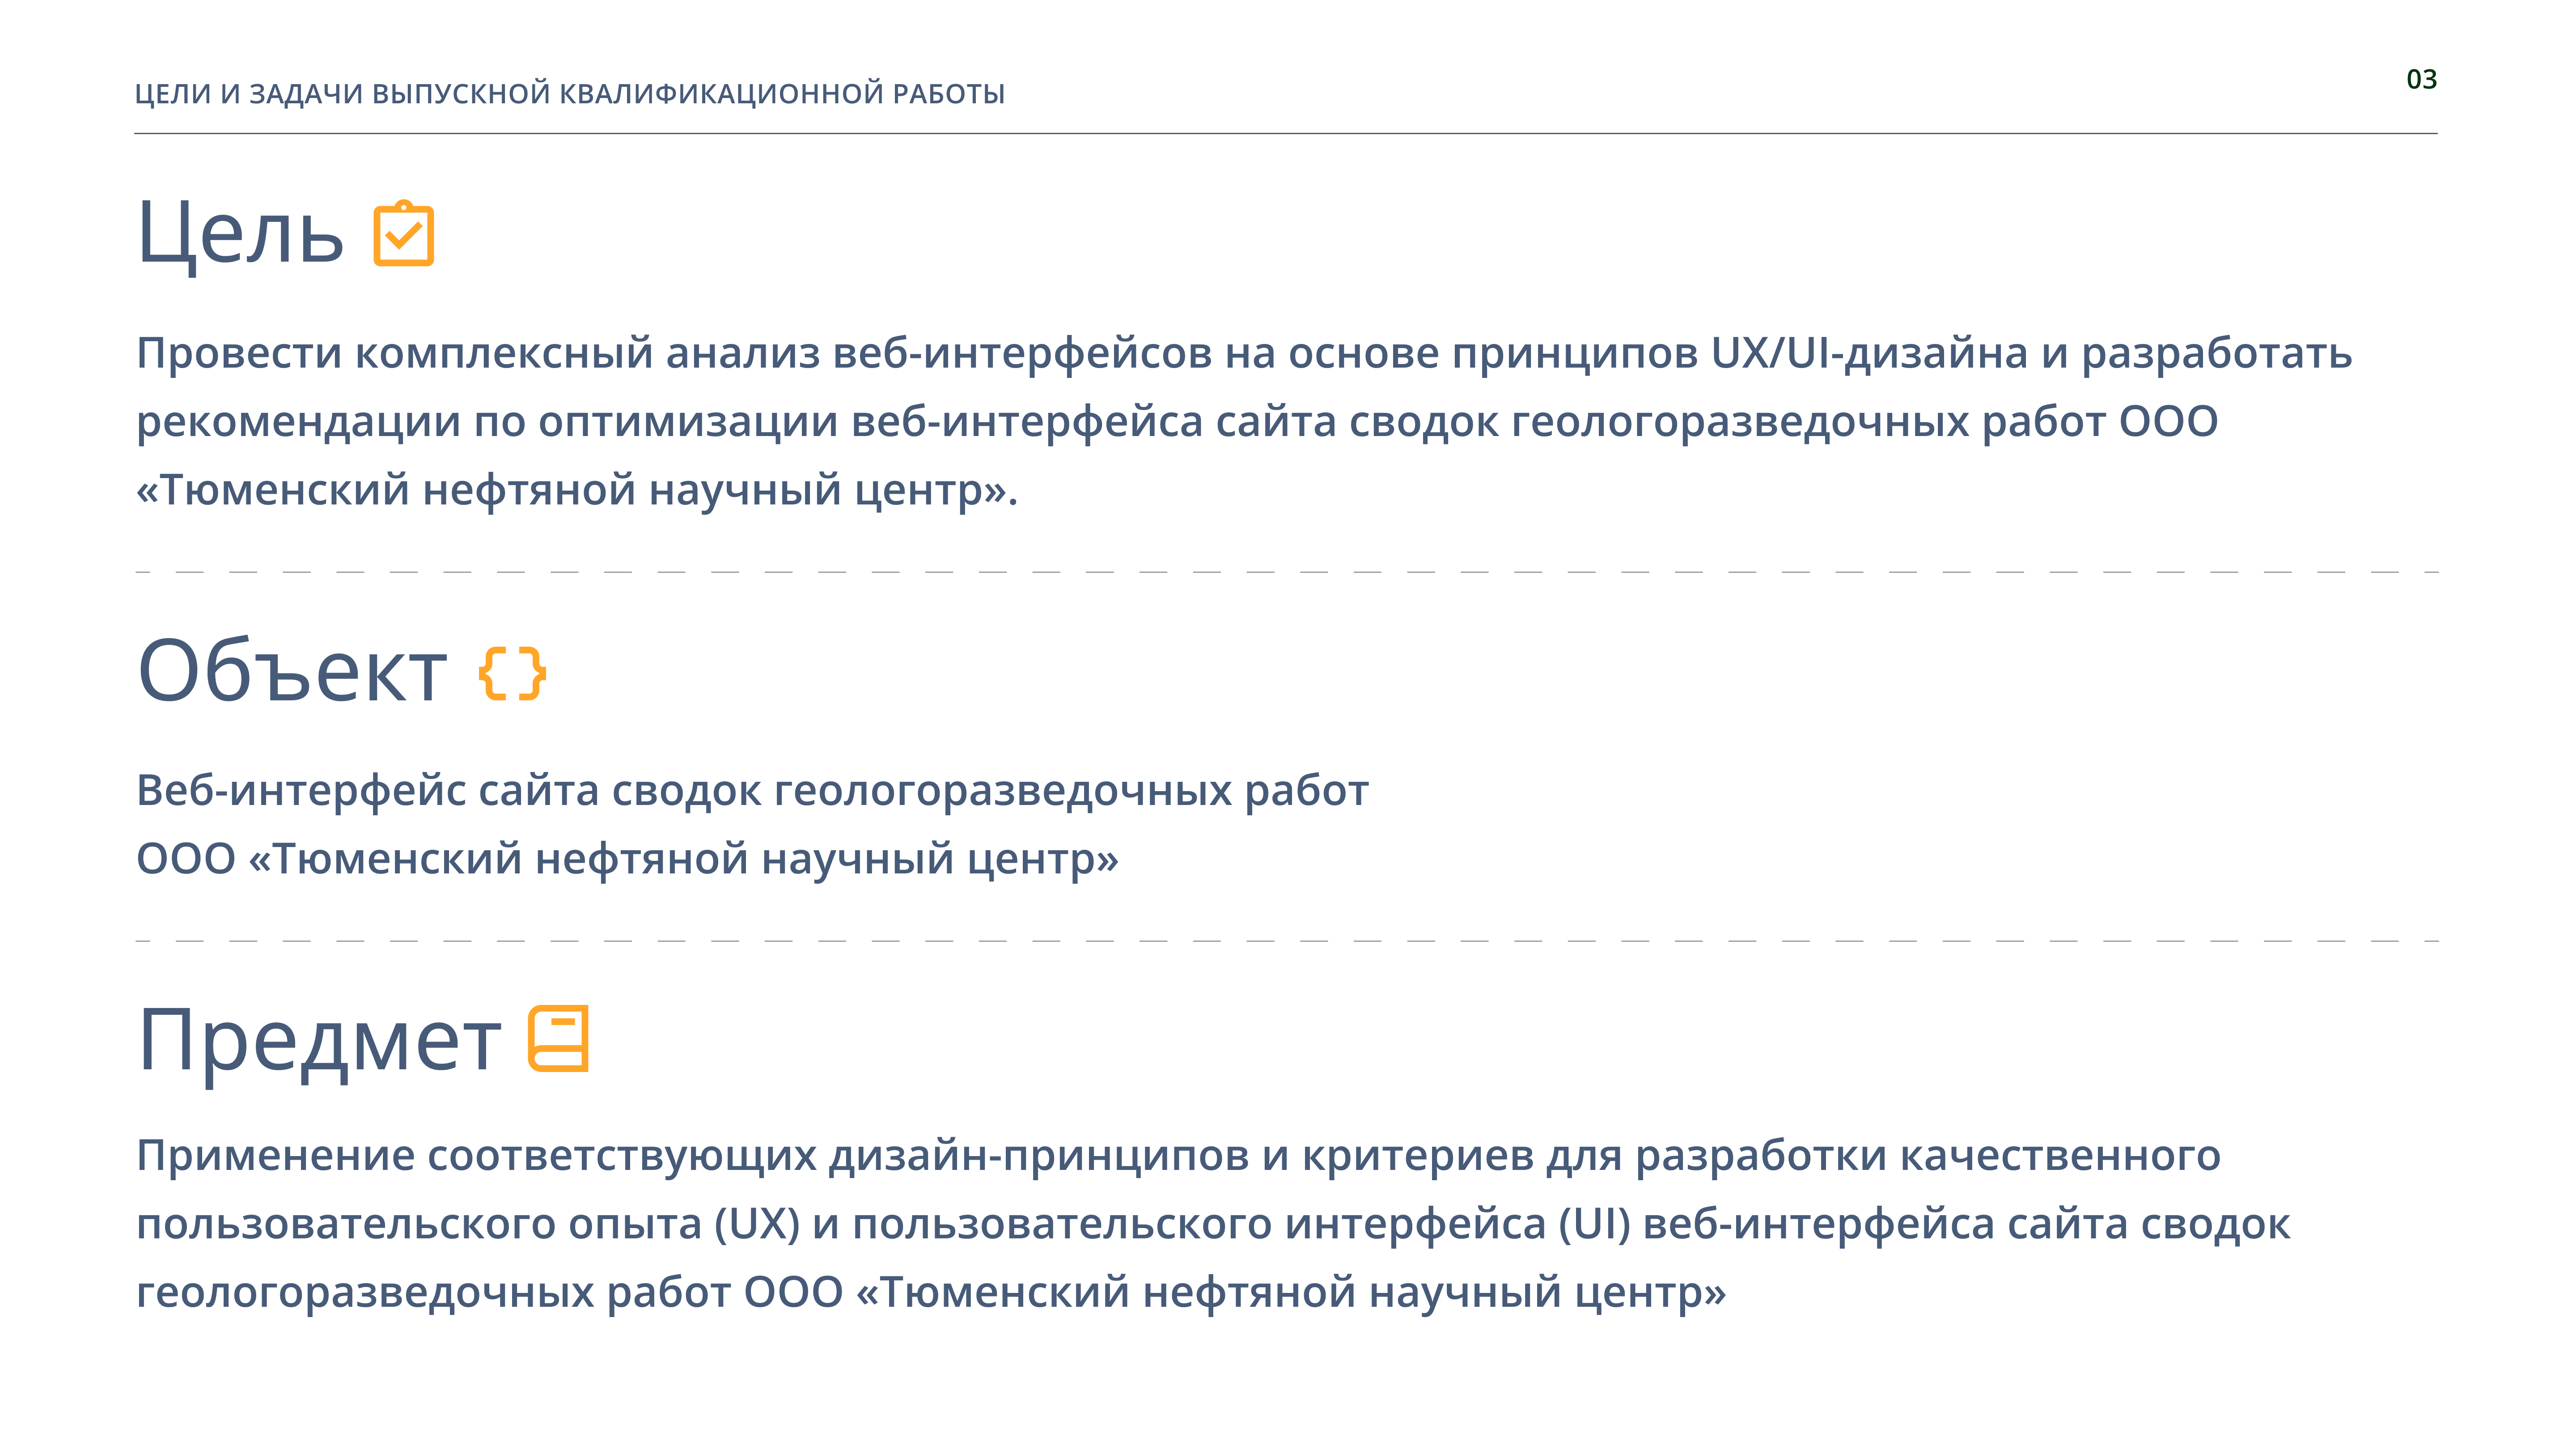 ЦЕЛИ И ЗАДАЧИ ВЫПУСКНОЙ КВАЛИФИКАЦИОННОЙ РАБОТЫ
03
Цель
Провести комплексный анализ веб-интерфейсов на основе принципов UX/UI-дизайна и разработать
рекомендации по оптимизации веб-интерфейса сайта сводок геологоразведочных работ ООО
«Тюменский нефтяной научный центр».
Объект
Веб-интерфейс сайта сводок геологоразведочных работ
ООО «Тюменский нефтяной научный центр»
Предмет
Применение соответствующих дизайн-принципов и критериев для разработки качественного
пользовательского опыта (UX) и пользовательского интерфейса (UI) веб-интерфейса сайта сводок
геологоразведочных работ ООО «Тюменский нефтяной научный центр»